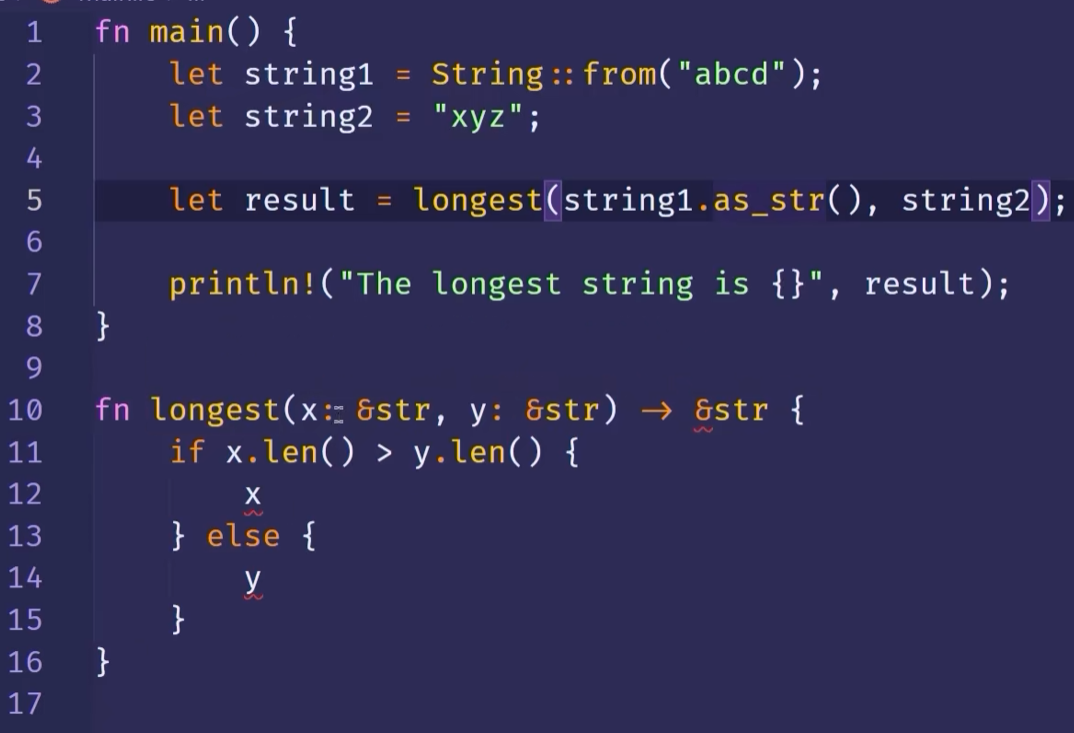 1 fn main() {
2 let string1 = String::from("abcd");
3 let string2 = "xyz";
4
5 let result = longest(string1.as_str(), string2);
6
7 println!("The longest string is {}", result);
8 }
9
10 fn longest(x: &str, y: &str) → &str {
11 if x.len() > y.len() {
12 x
13 } else {
14 y
15 }
16 }
17